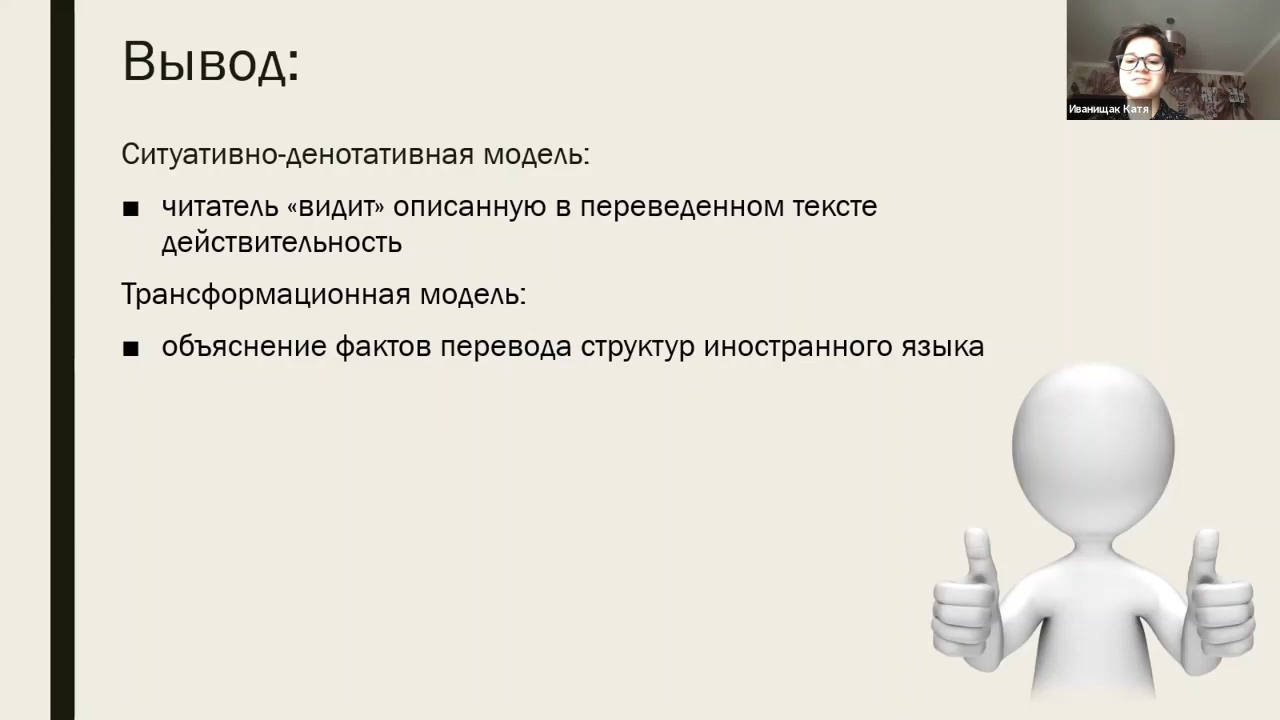 Вывод:
Иванищак Катя
Ситуативно-денотативная модель:
■ читатель «видит» описанную в переведенном тексте
действительность
Трансформационная модель:
■ объяснение фактов перевода структур иностранного языка